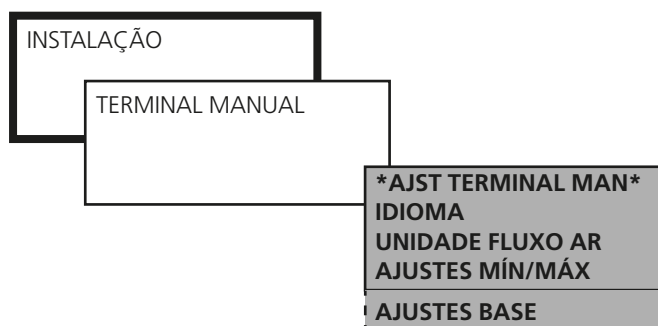 INSTALAÇÃO
TERMINAL MANUAL
*AJST TERMINAL MAN*
IDIOMA
UNIDADE FLUXO AR
AJUSTES MÍN/MÁX
AJUSTES BASE